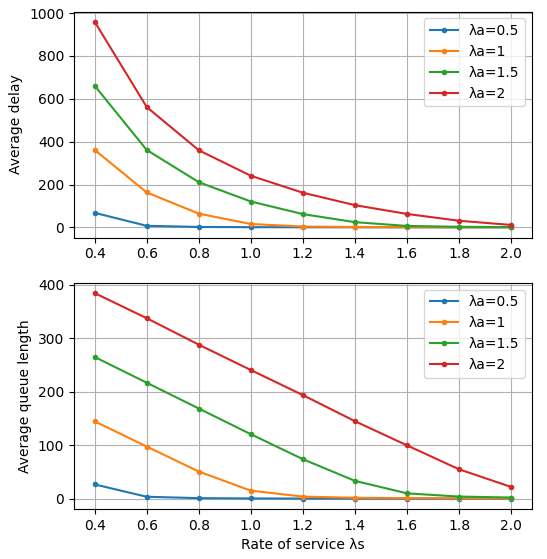 1000
800
600
400
200
0
Average delay
λa=0.5
λa=1
λa=1.5
λa=2
0.4 0.6 0.8 1.0 1.2 1.4 1.6 1.8 2.0
400
300
200
100
0
Average queue length
λa=0.5
λa=1
λa=1.5
λa=2
0.4 0.6 0.8 1.0 1.2 1.4 1.6 1.8 2.0
Rate of service λs